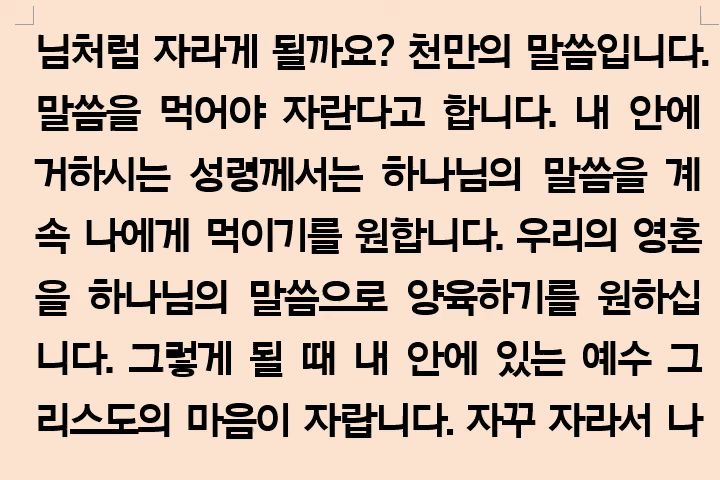 님처럼 자라게 될까요? 천만의 말씀입니다.
말씀을 먹어야 자란다고 합니다. 내 안에
거하시는 성령께서는 하나님의 말씀을 계
속 나에게 먹이기를 원합니다. 우리의 영혼
을 하나님의 말씀으로 양육하기를 원하십
니다. 그렇게 될 때 내 안에 있는 예수 그
리스도의 마음이 자랍니다. 자꾸 자라서 나